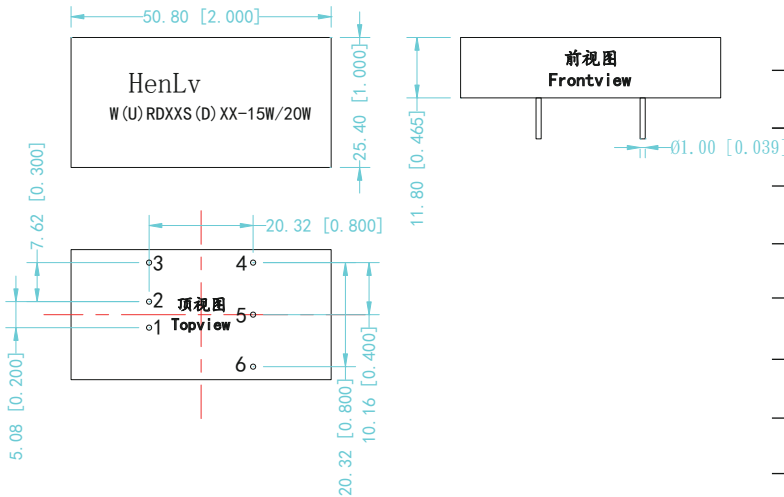 50.80 [2.000]
HenLv
W(U)RDXXS(D)XX-15W/20W
25.40 [1.000]
前视图
Frontview
11.80 [0.465]
Ø1.00 [0.039]
7.62 [0.300]
20.32 [0.800]
3
4
2
顶视图
5
1
Topview
6
5.08 [0.200]
20.32 [0.800]
10.16 [0.400]